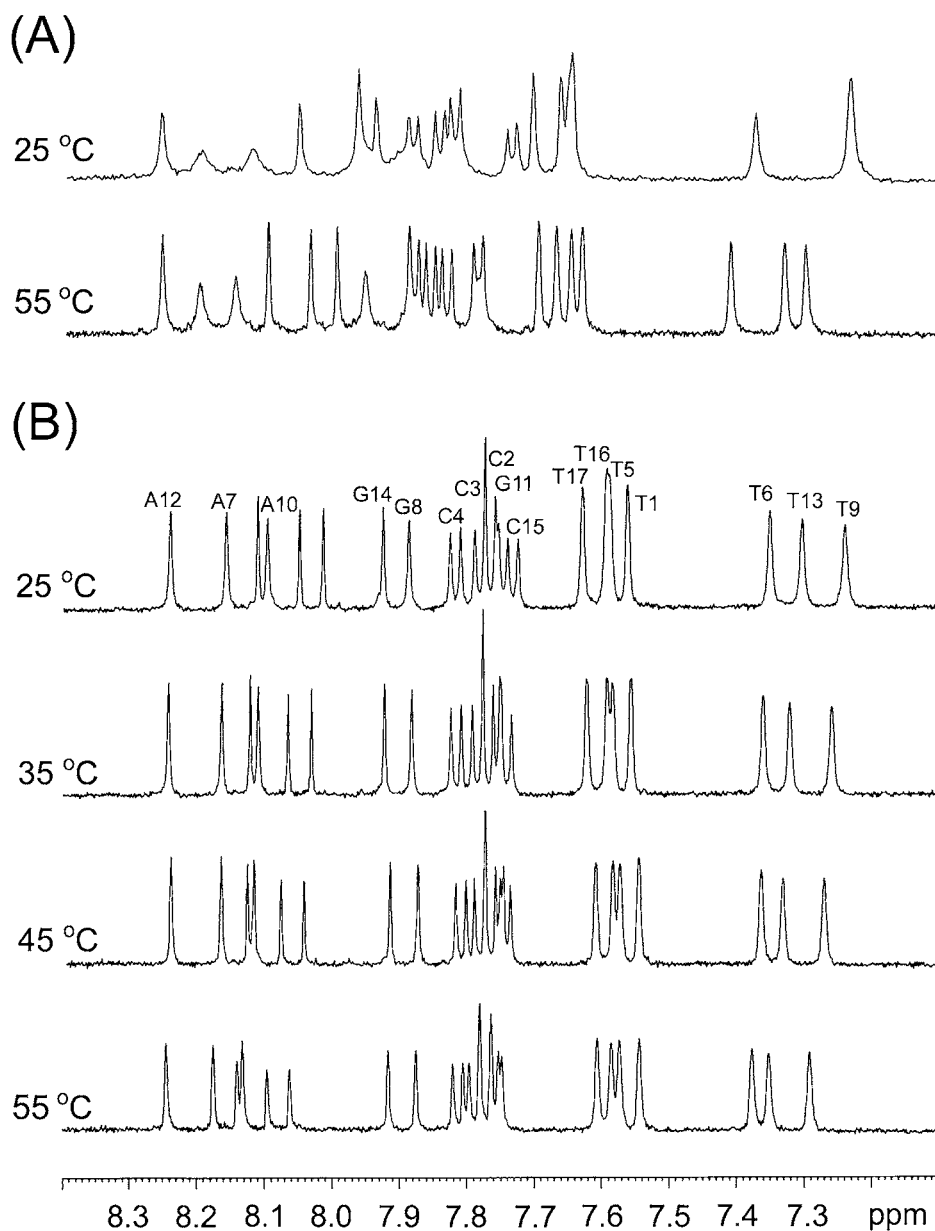 (A)
25 °C
55 °C
(B)
A12 A7 A10 G14 G8 C4 C3 C2 G11 C15 T17 T16 T5 T1 T6 T13 T9
25 °C
35 °C
45 °C
55 °C
8.3 8.2 8.1 8.0 7.9 7.8 7.7 7.6 7.5 7.4 7.3 ppm